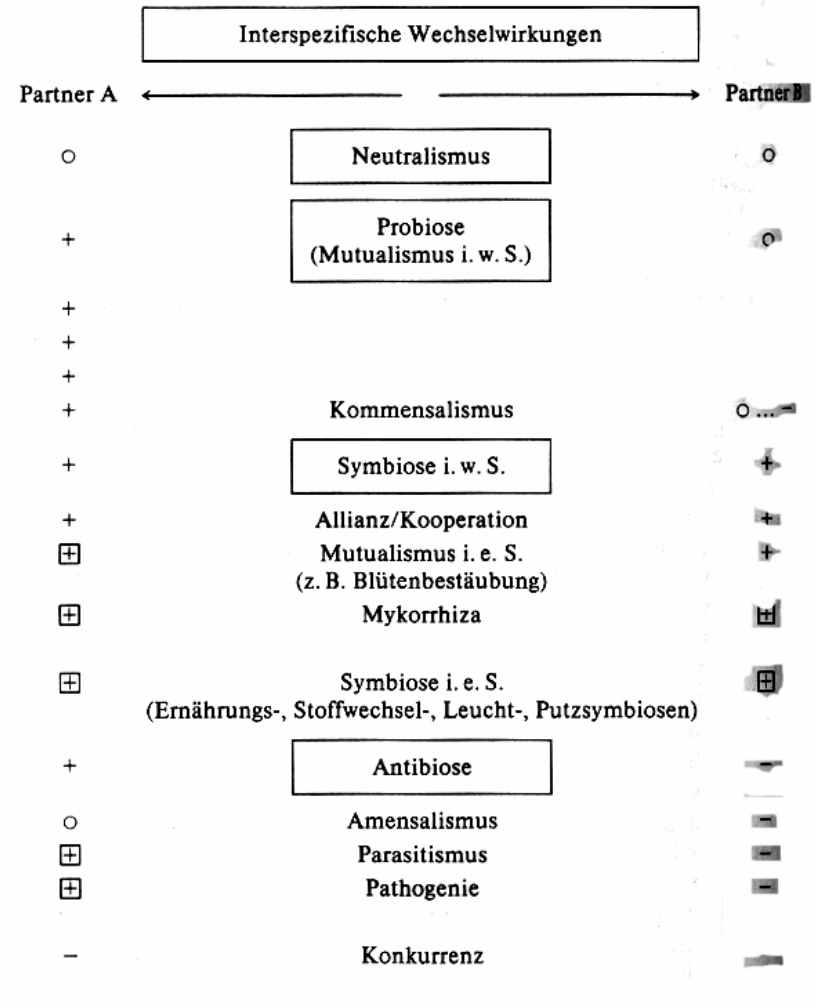 Interspezifische Wechselwirkungen
Partner A ← → Partner B
○ Neutralismus ○
+ Probiose ○
(Mutualismus i. w. S.)
+
+
+
+ Kommensalismus ○ ... −
+ Symbiose i. w. S. +
+ Allianz/Kooperation +
⊞ Mutualismus i. e. S. +
(z. B. Blütenbestäubung)
⊞ Mykorrhiza ⊞
⊞ Symbiose i. e. S. ⊞
(Ernährungs-, Stoffwechsel-, Leucht-, Putzsymbiosen)
+ Antibiose −
○ Amensalismus −
⊞ Parasitismus −
⊞ Pathogenie −
− Konkurrenz